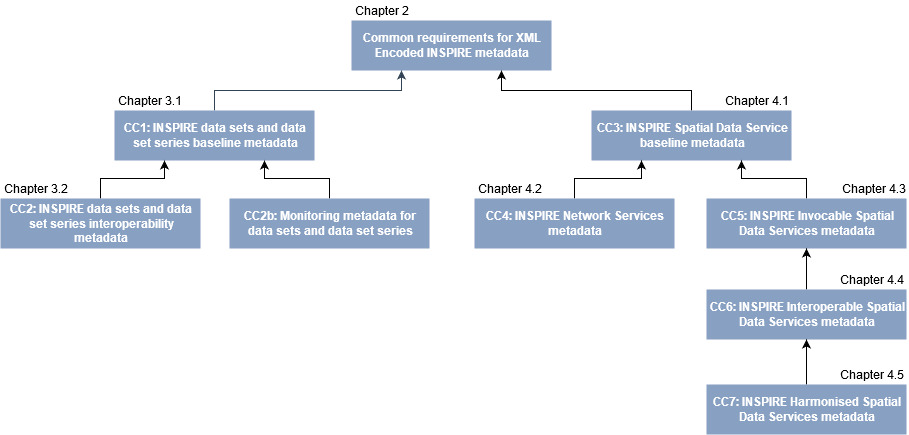 Chapter 2
Common requirements for XML
Encoded INSPIRE metadata
Chapter 3.1
CC1: INSPIRE data sets and data
set series baseline metadata
Chapter 4.1
CC3: INSPIRE Spatial Data Service
baseline metadata
Chapter 3.2
CC2: INSPIRE data sets and data
set series interoperability
metadata
CC2b: Monitoring metadata for
data sets and data set series
Chapter 4.2
CC4: INSPIRE Network Services
metadata
Chapter 4.3
CC5: INSPIRE Invocable Spatial
Data Services metadata
Chapter 4.4
CC6: INSPIRE Interoperable Spatial
Data Services metadata
Chapter 4.5
CC7: INSPIRE Harmonised Spatial
Data Services metadata